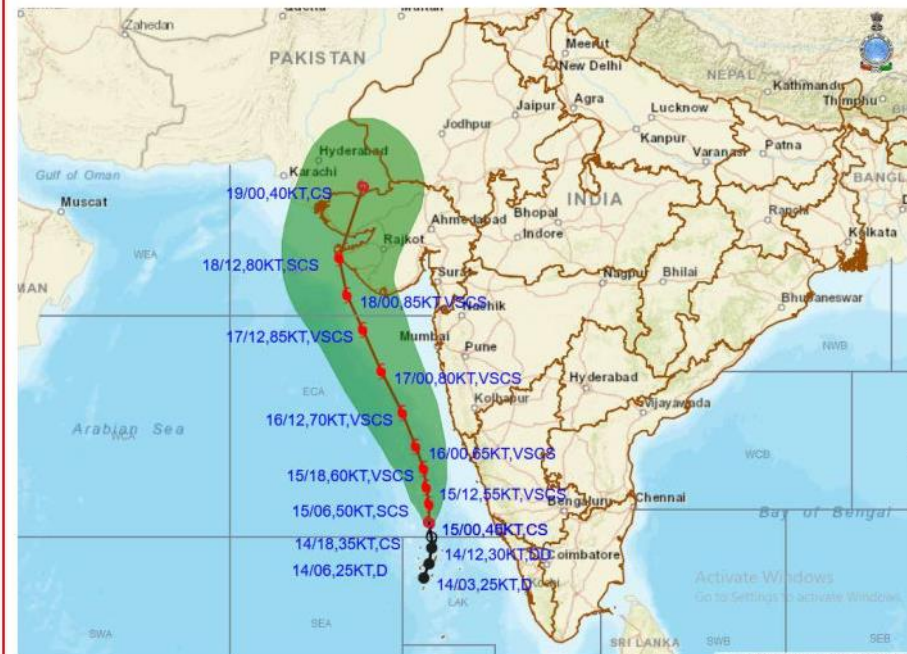 Quetta
Multan
Zahedan
PAKISTAN
Meerut
New Delhi
NEPAL
Kathmandu
Thimphu
Jaipur
Agra
Lucknow
Jodhpur
Kanpur
Varanasi
Patna
Hyderabad
Karachi
Gulf of Oman
Muscat
BANGL
19/00,40KT,CS
Ahmedabad
Bhopal
INDIA
Ranchi
Rajkot
Indore
Kolkata
WEA
NEA
18/12,80KT,SCS
Surat
Nagpur
Bhilai
MAN
18/00,85KT,VSCS
Nashik
Bhubaneswar
17/12,85KT,VSCS
Mumbai
Pune
NWB
17/00,80KT,VSCS
Hyderabad
ECA
Kolhapur
Vijayawada
16/12,70KT,VSCS
Arabian Sea
WCA
16/00,65KT,VSCS
WCB
15/18,60KT,VSCS
15/12,55KT,VSCS
Bengaluru
Chennai
15/06,50KT,SCS
Bay of Bengal
15/00,45KT,CS
14/18,35KT,CS
14/12,30KT,DD
Coimbatore
14/06,25KT,D
14/03,25KT,D
Kochi
Activate Windows
Go to Settings to activate Windows.
LAK
SWA
SEA
SRI LANKA
SWB
SEB